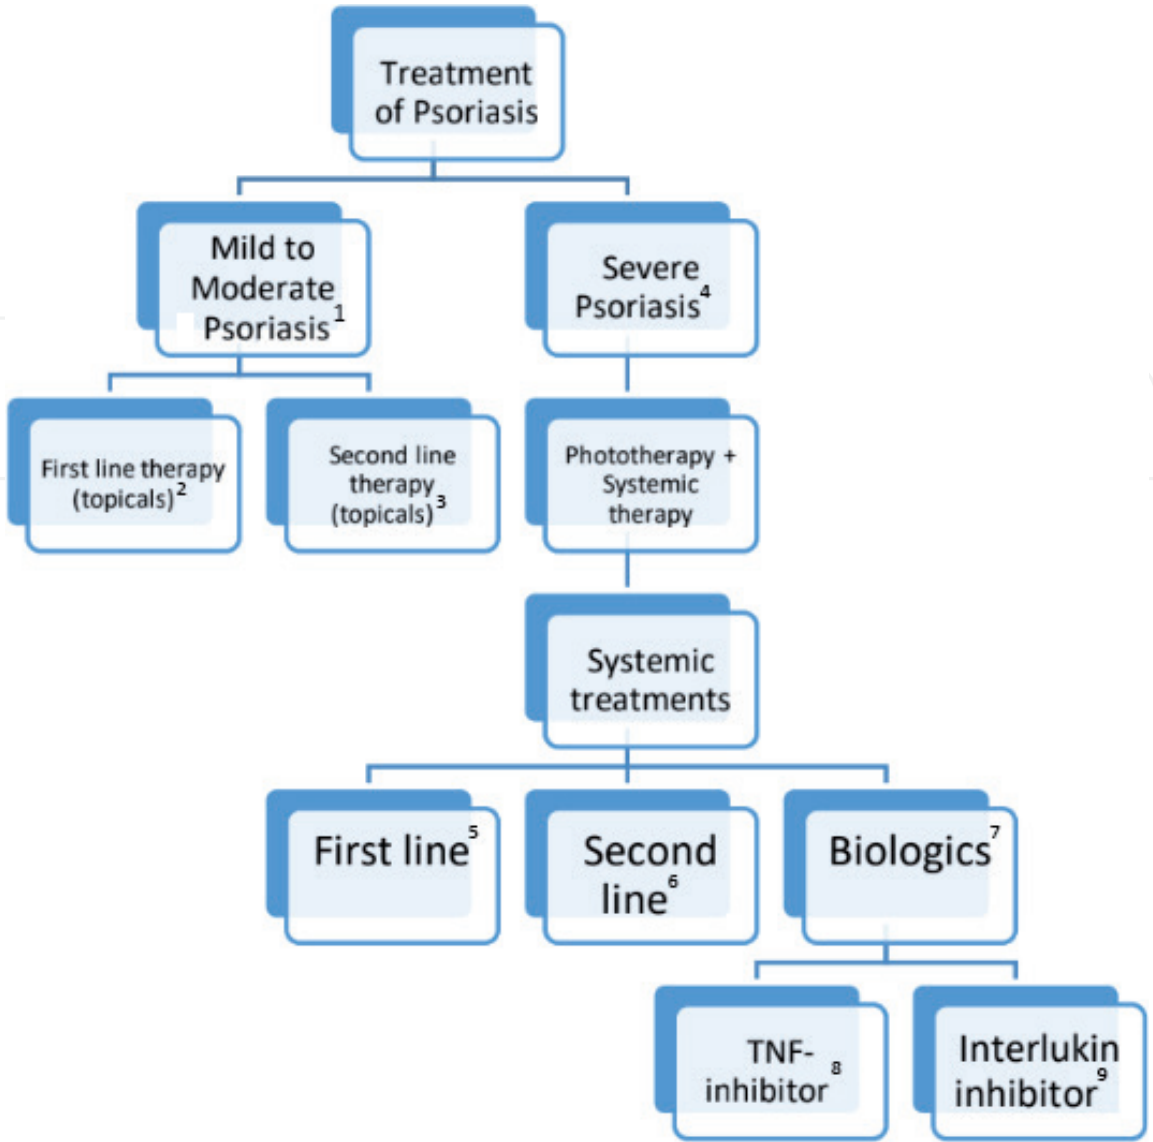 Treatment
of Psoriasis
Mild to
Moderate
Psoriasis1
Severe
Psoriasis4
First line therapy
(topicals)2
Second line
therapy
(topicals)3
Phototherapy +
Systemic
therapy
Systemic
treatments
First line5
Second
line6
Biologics7
TNF-
inhibitor8
Interlukin
inhibitor9